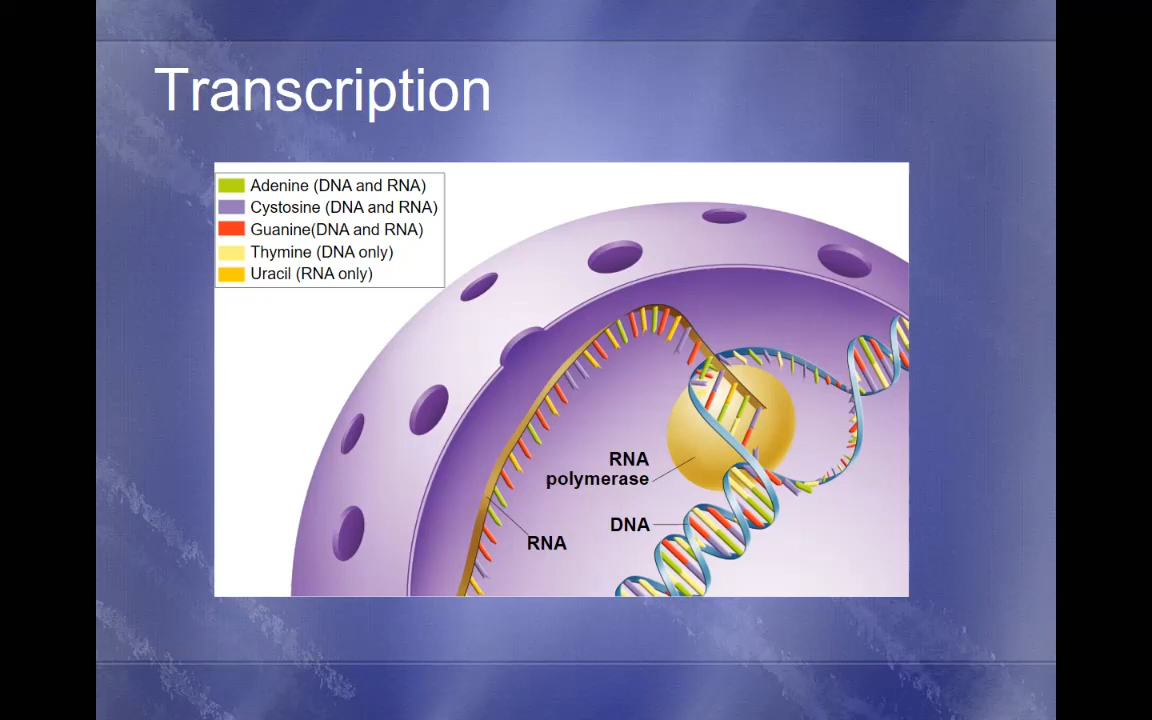 Transcription
Adenine (DNA and RNA)
Cystosine (DNA and RNA)
Guanine(DNA and RNA)
Thymine (DNA only)
Uracil (RNA only)
RNA
polymerase
DNA
RNA